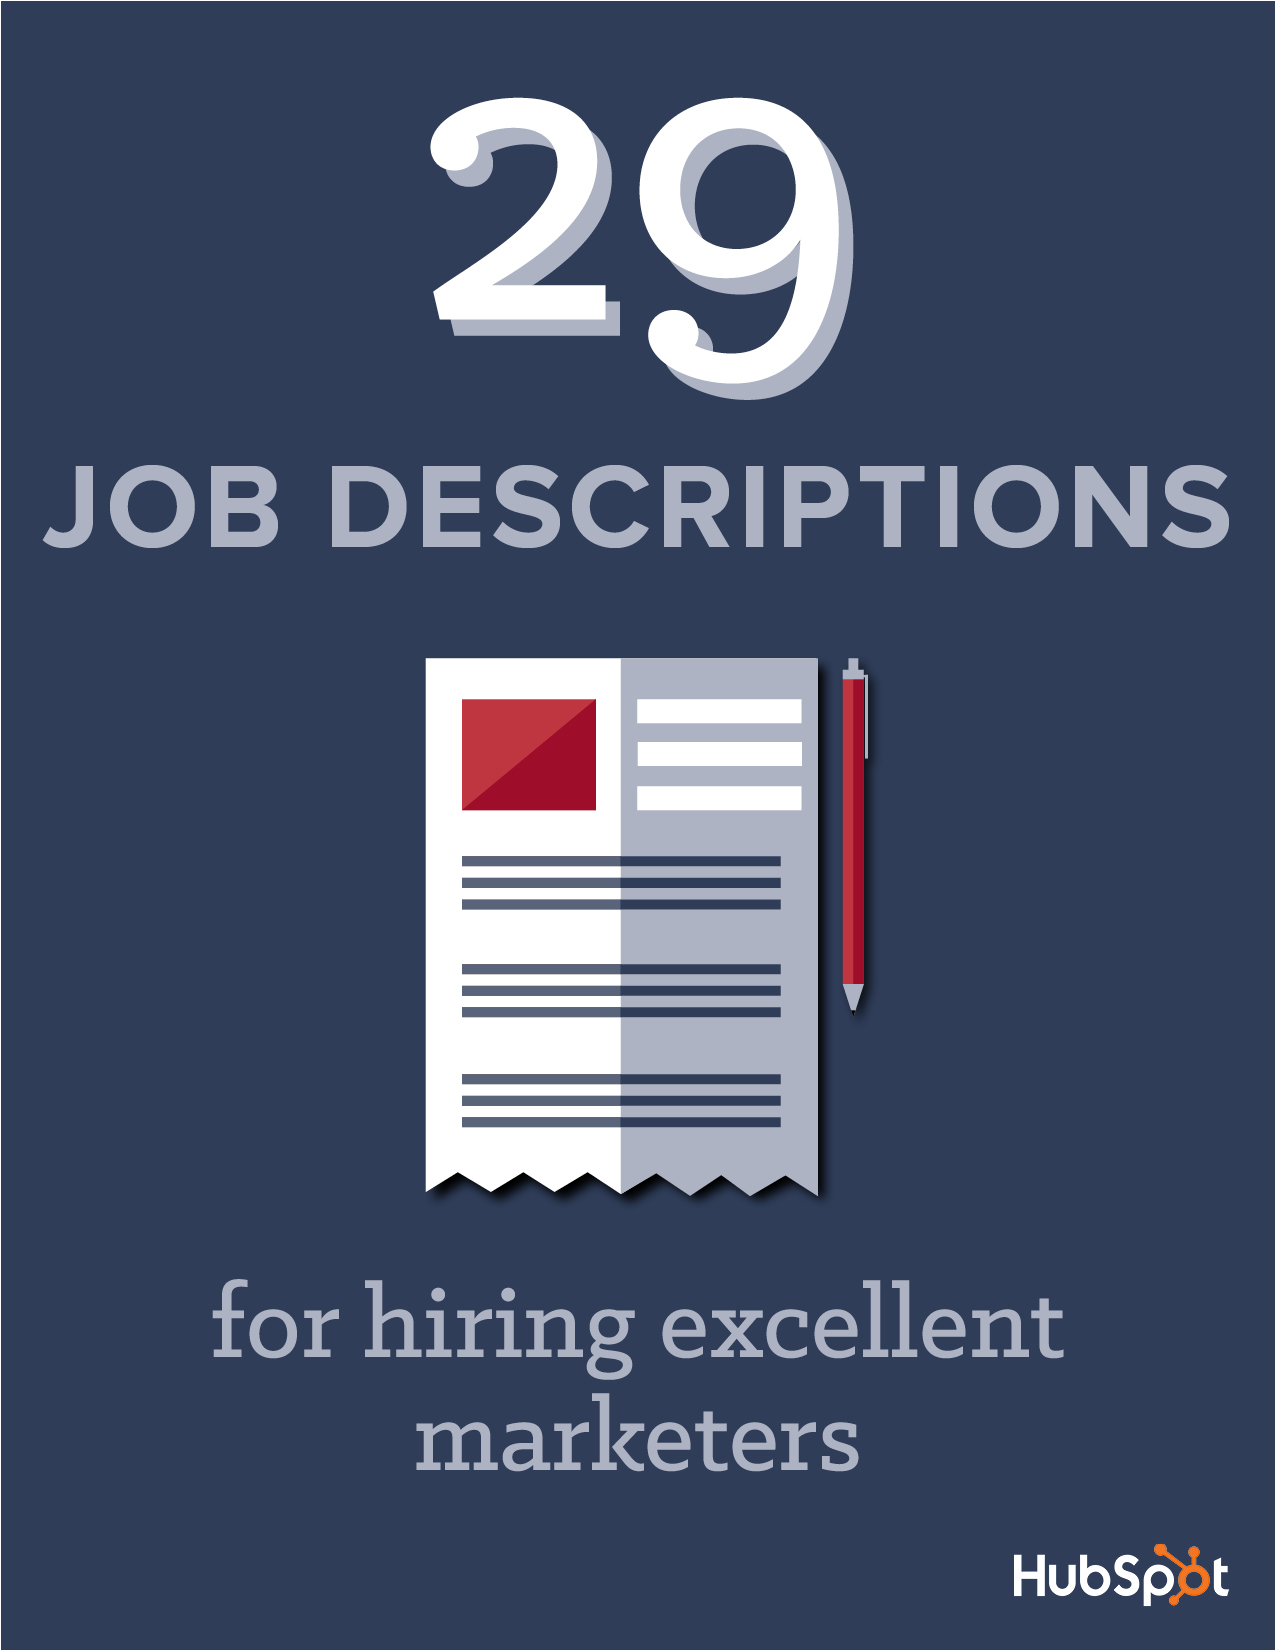 29
JOB DESCRIPTIONS
for hiring excellent
marketers
HubSpot